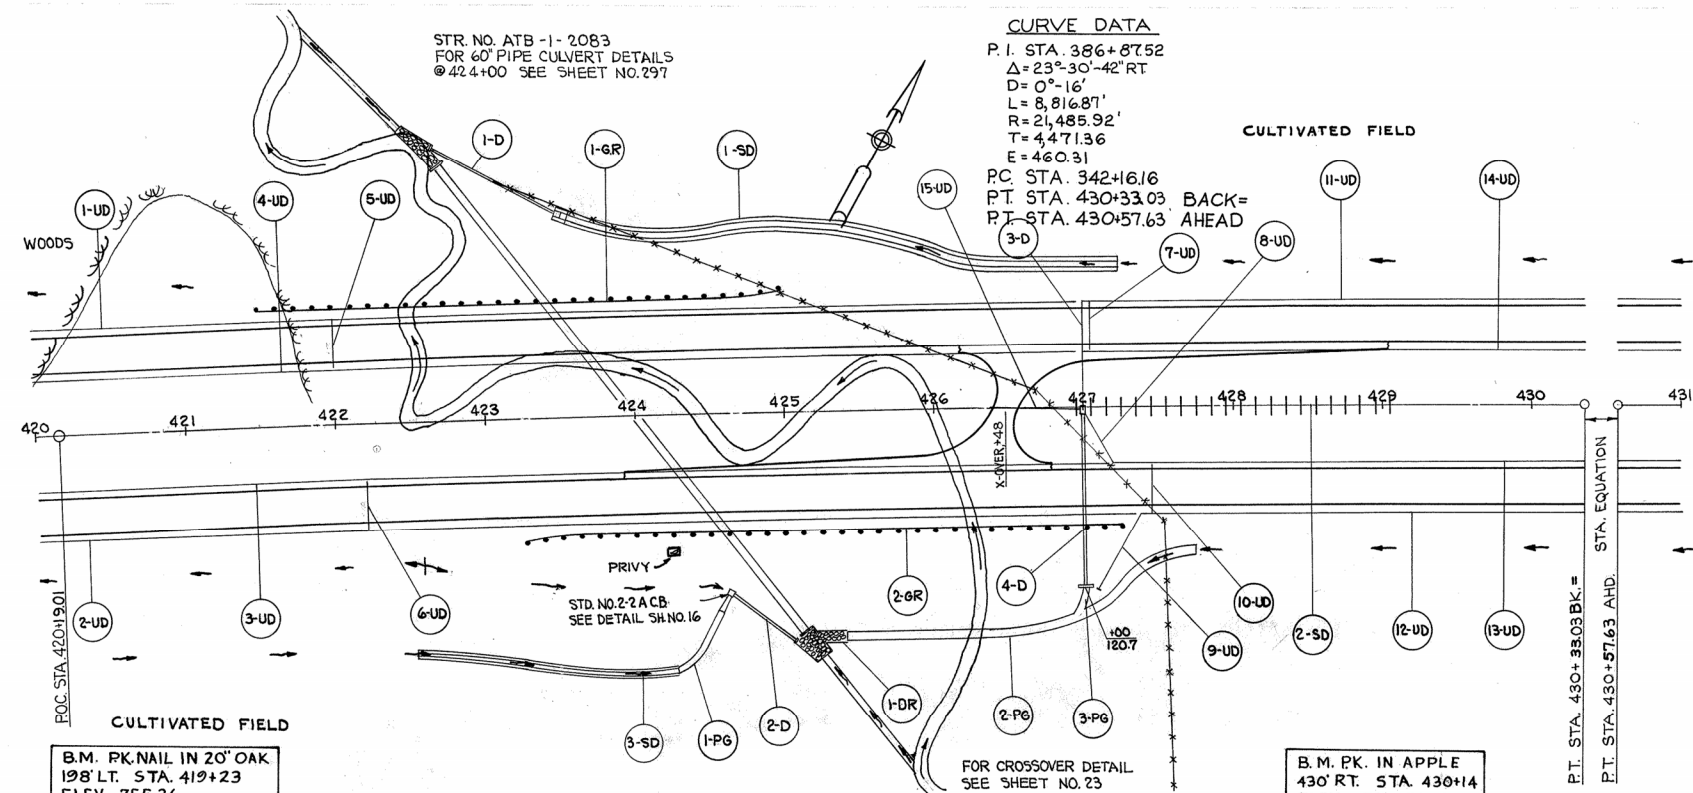 STR. NO. ATB-1-2083
FOR 60" PIPE CULVERT DETAILS
@ 424+00 SEE SHEET NO. 297
CURVE DATA
P.I. STA. 386+87.52
Δ=23°-30'-42" RT
D=0°-16'
L=8,816.87'
R=21,485.92'
T=4,471.36
E=460.31
P.C. STA. 342+16.16
P.T. STA. 430+33.03 BACK=
P.T. STA. 430+57.63 AHEAD
CULTIVATED FIELD
1-D
1-GR
1-SD
15-UD
11-UD
14-UD
1-UD
4-UD
5-UD
3-D
7-UD
8-UD
WOODS
420
421
422
423
424
425
426
427
428
429
430
431
X-OVER,+48
STA. EQUATION
P.T. STA. 430+33.03 BK.=
P.T. STA. 430+57.63 AHD.
P.O.C. STA. 420+19.01
PRIVY
STD. NO. 2-2A C.B.
SEE DETAIL SH. NO. 16
2-UD
3-UD
6-UD
2-GR
4-D
10-UD
2-SD
12-UD
13-UD
+00
120.7
9-UD
3-SD
1-PG
2-D
1-DR
2-PG
3-PG
CULTIVATED FIELD
B.M. PK. NAIL IN 20" OAK
198' LT. STA. 419+23
FOR CROSSOVER DETAIL
SEE SHEET NO. 23
B.M. PK. IN APPLE
430' RT. STA. 430+14